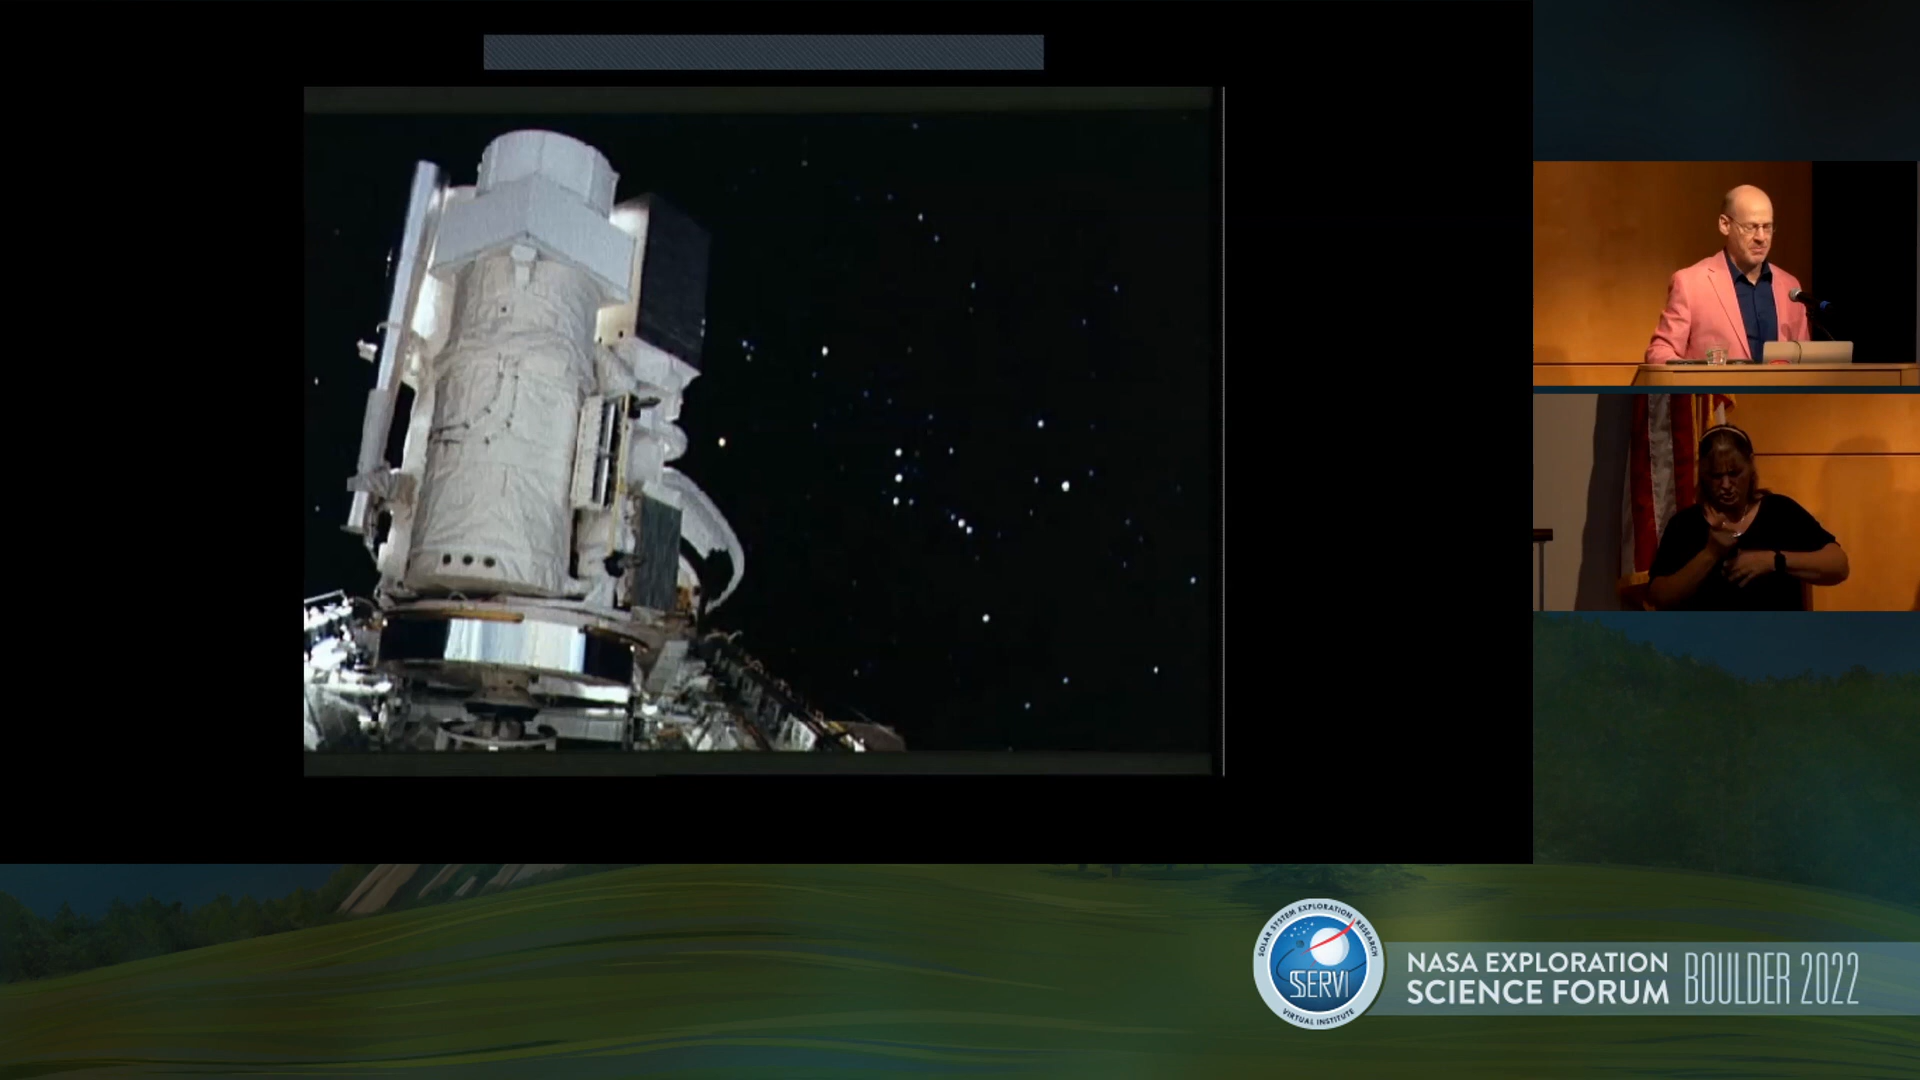 SOLAR SYSTEM EXPLORATION RESEARCH
SSERVI
VIRTUAL INSTITUTE
NASA EXPLORATION
SCIENCE FORUM
BOULDER 2022